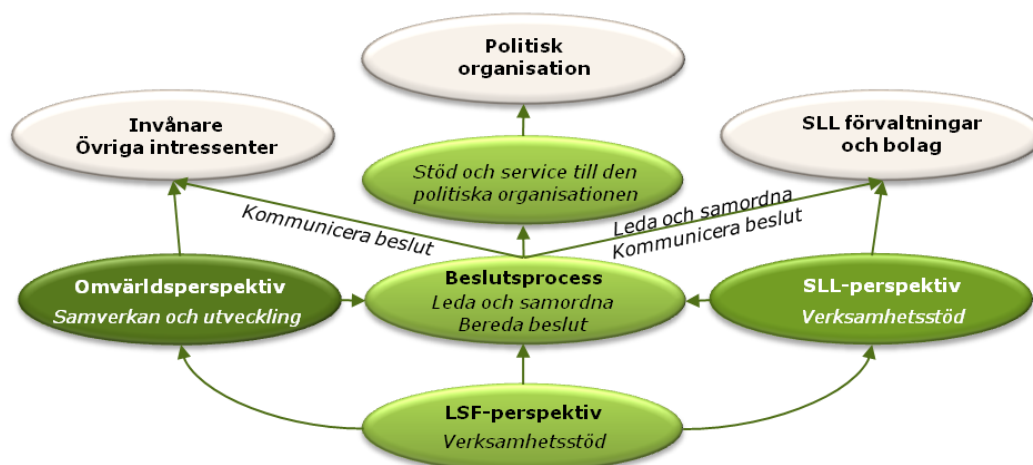 Politisk
organisation
Invånare
Övriga intressenter
SLL förvaltningar
och bolag
Stöd och service till den
politiska organisationen
Kommunicera beslut
Leda och samordna
Kommunicera beslut
Omvärldsperspektiv
Samverkan och utveckling
Beslutsprocess
Leda och samordna
Bereda beslut
SLL-perspektiv
Verksamhetsstöd
LSF-perspektiv
Verksamhetsstöd